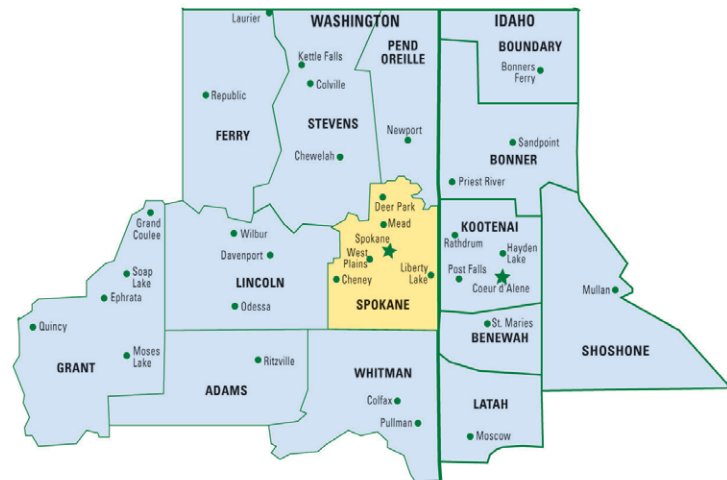 Laurier
WASHINGTON
IDAHO
Kettle Falls
PEND
OREILLE
BOUNDARY
Bonners
Ferry
Colville
Republic
STEVENS
FERRY
Newport
Sandpoint
BONNER
Chewelah
Priest River
Deer Park
Grand
Coulee
Mead
KOOTENAI
Wilbur
Spokane
Rathdrum
Hayden
Lake
Davenport
West
Plains
Soap
Lake
Liberty
Lake
Post Falls
Cheney
LINCOLN
Coeur d'Alene
Mullan
Ephrata
Odessa
SPOKANE
Quincy
St. Maries
BENEWAH
SHOSHONE
Moses
Lake
GRANT
Ritzville
WHITMAN
ADAMS
Colfax
LATAH
Pullman
Moscow